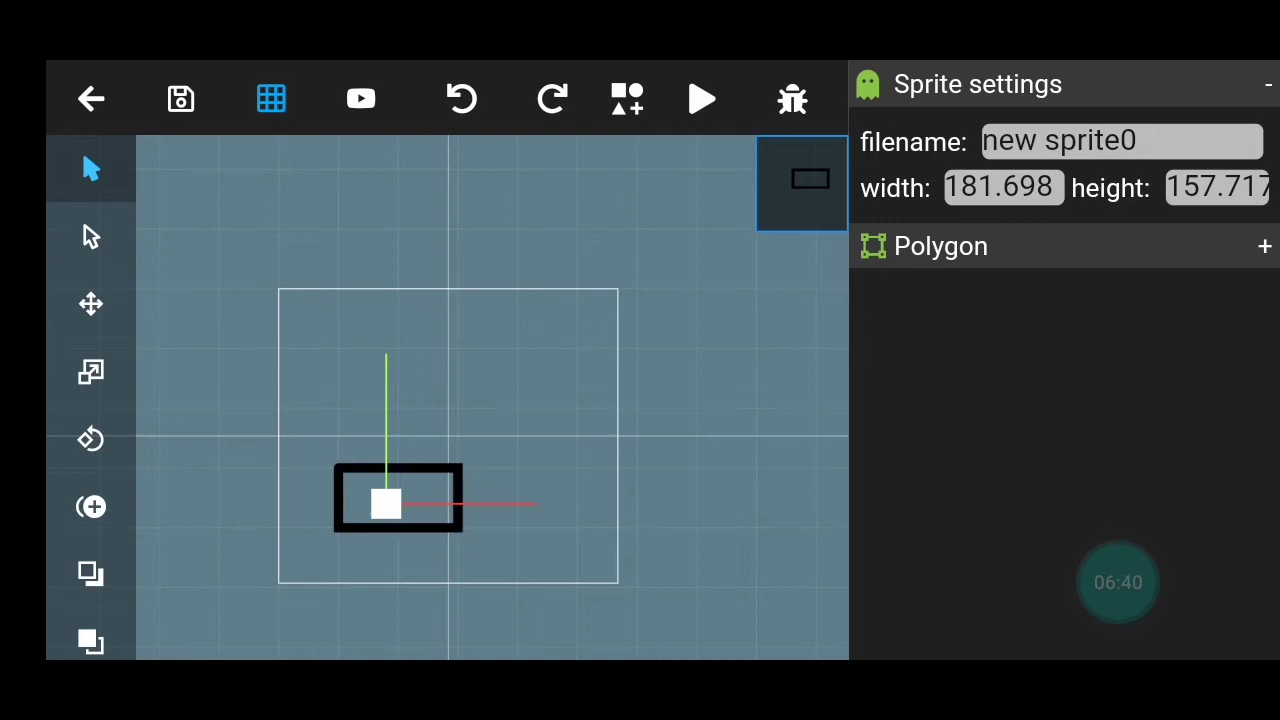 Sprite settings -
filename: new sprite0
width: 181.698 height: 157.717
Polygon +
06:40